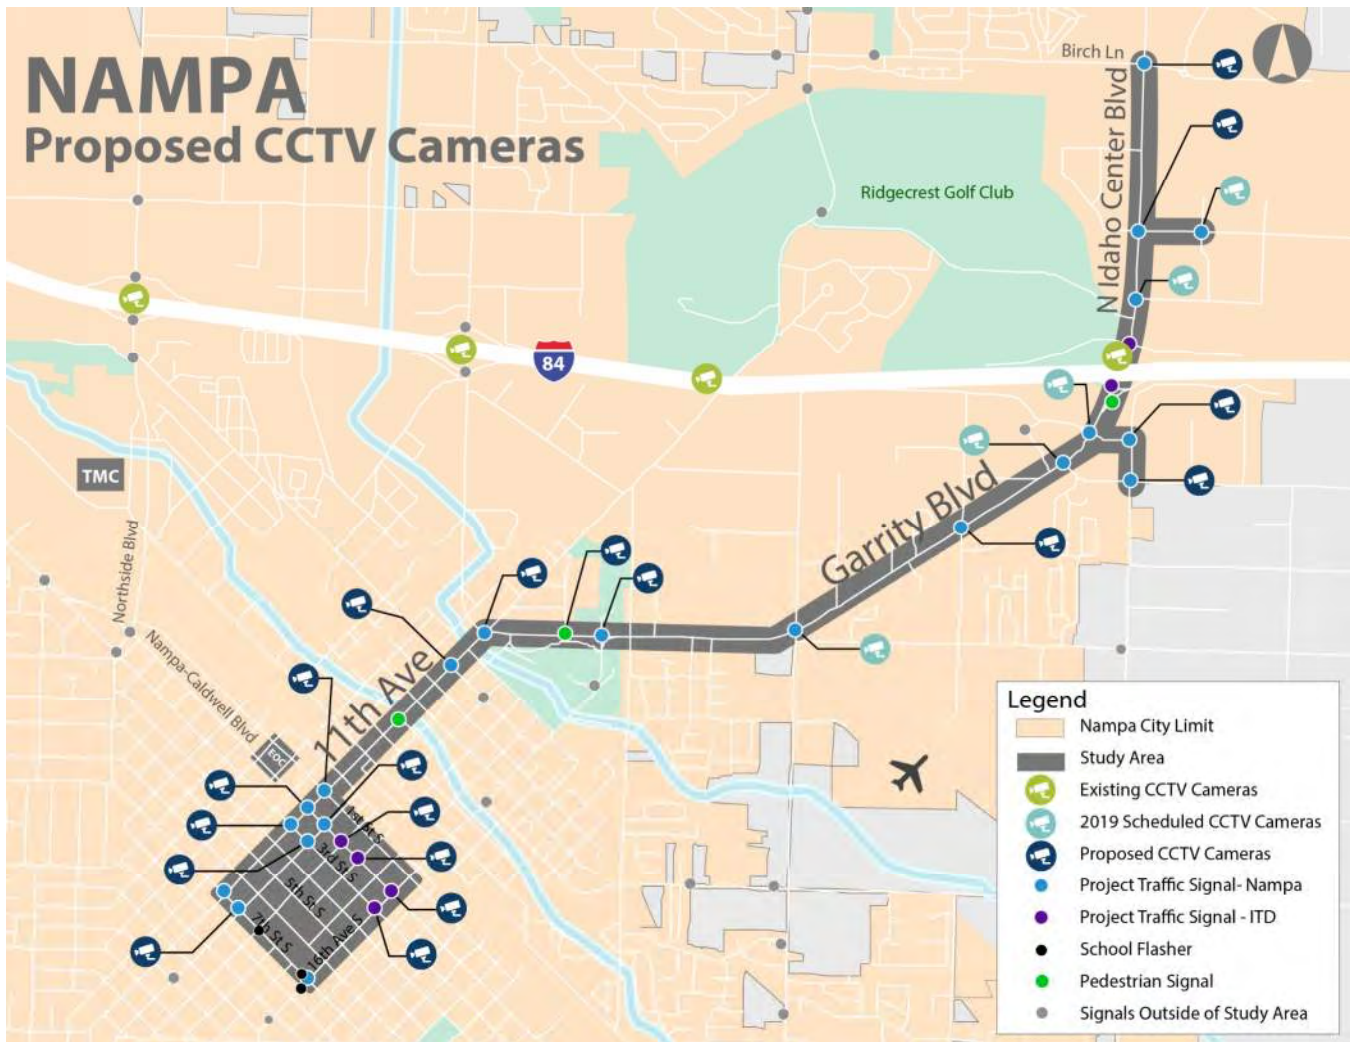 NAMPA
Proposed CCTV Cameras
Birch Ln
N Idaho Center Blvd
Ridgecrest Golf Club
84
TMC
Northside Blvd
Nampa-Caldwell Blvd
Garrity Blvd
11th Ave
EOC
1st St S
3rd St S
5th St S
7th St S
16th Ave S
Legend
Nampa City Limit
Study Area
Existing CCTV Cameras
2019 Scheduled CCTV Cameras
Proposed CCTV Cameras
Project Traffic Signal- Nampa
Project Traffic Signal - ITD
School Flasher
Pedestrian Signal
Signals Outside of Study Area